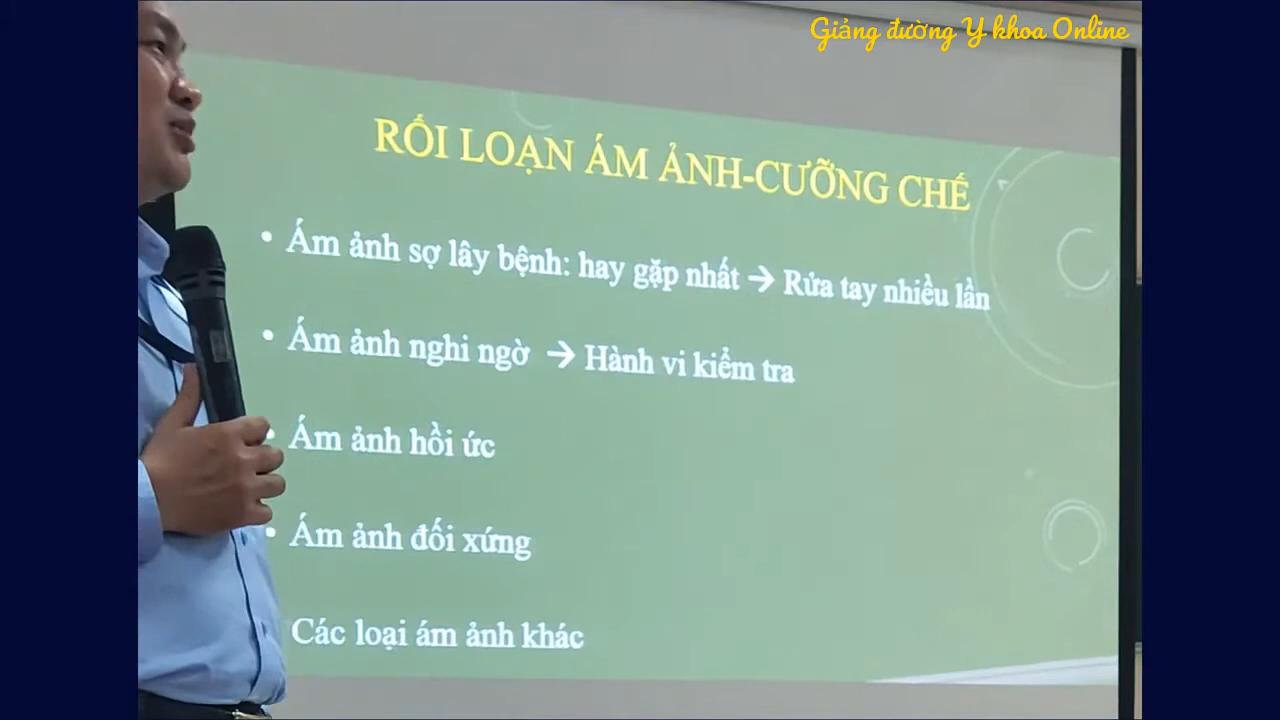 Giảng đường Y khoa Online
RỐI LOẠN ÁM ẢNH-CƯỠNG CHẾ
• Ám ảnh sợ lây bệnh: hay gặp nhất → Rửa tay nhiều lần
• Ám ảnh nghi ngờ → Hành vi kiểm tra
• Ám ảnh hồi ức
• Ám ảnh đối xứng
Các loại ám ảnh khác